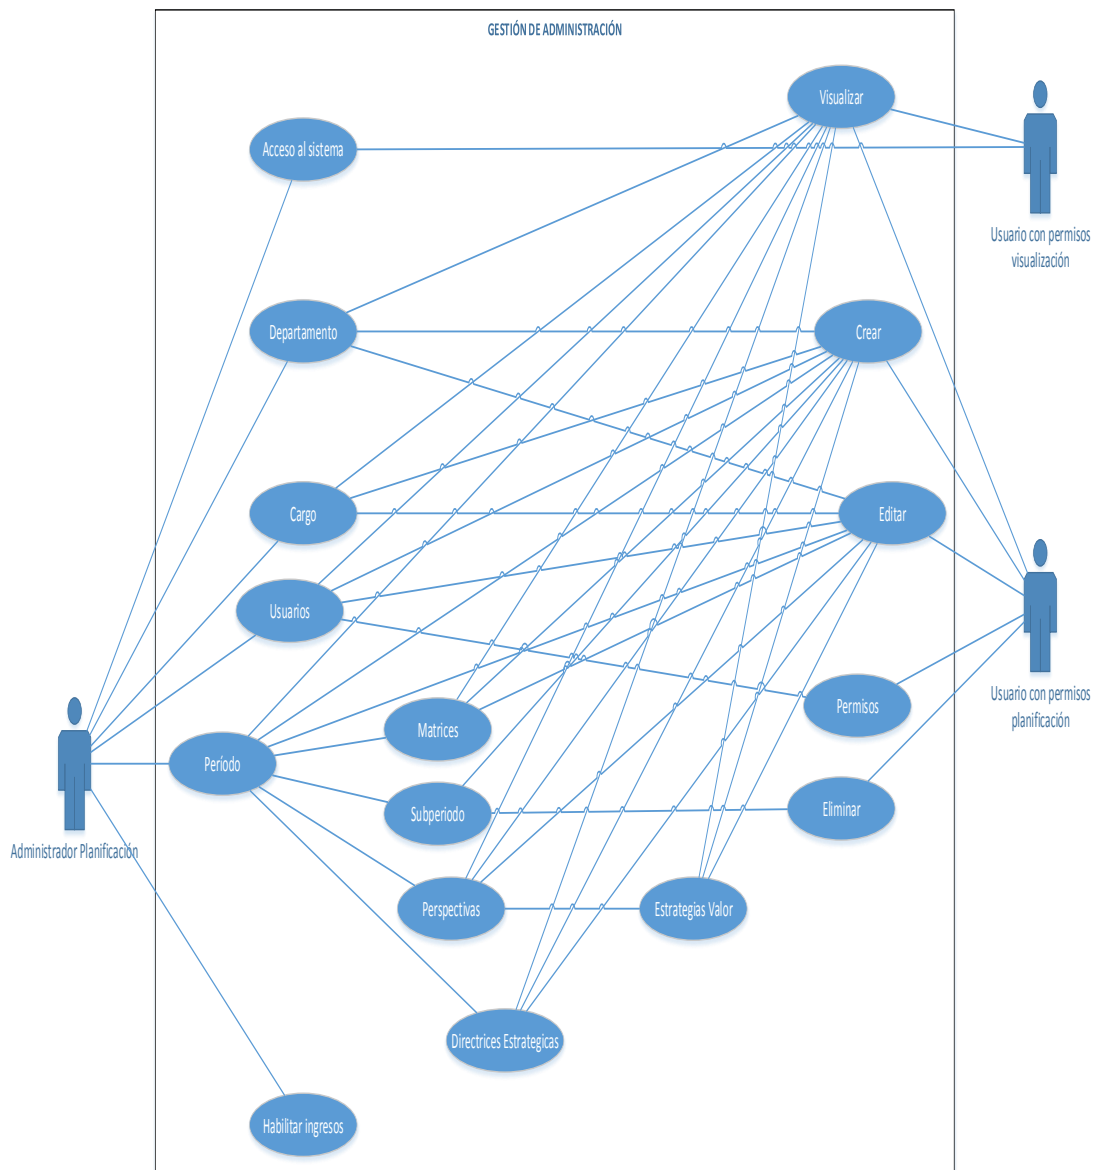 GESTIÓN DE ADMINISTRACIÓN
Visualizar
Acceso al sistema
Usuario con permisos
visualización
Departamento
Crear
Cargo
Editar
Usuarios
Usuario con permisos
planificación
Permisos
Matrices
Período
Subperiodo
Eliminar
Administrador Planificación
Perspectivas
Estrategias Valor
Directrices Estrategicas
Habilitar ingresos